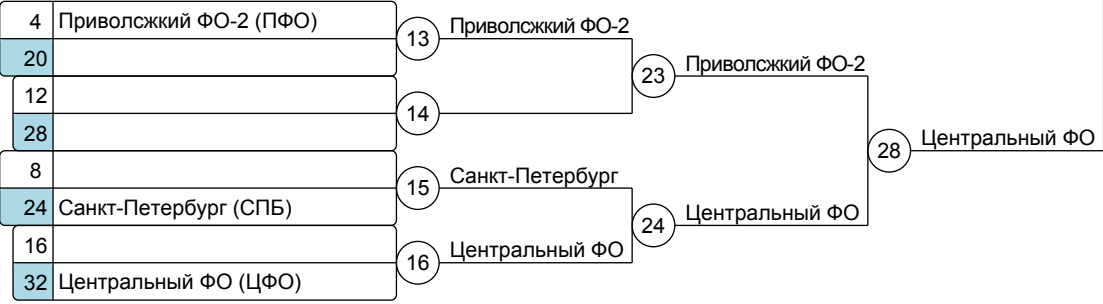 4 Приволсжкий ФО-2 (ПФО)
13 Приволсжкий ФО-2
20
23 Приволсжкий ФО-2
12
14
28
28 Центральный ФО
8
15 Санкт-Петербург
24 Санкт-Петербург (СПБ)
24 Центральный ФО
16
16 Центральный ФО
32 Центральный ФО (ЦФО)